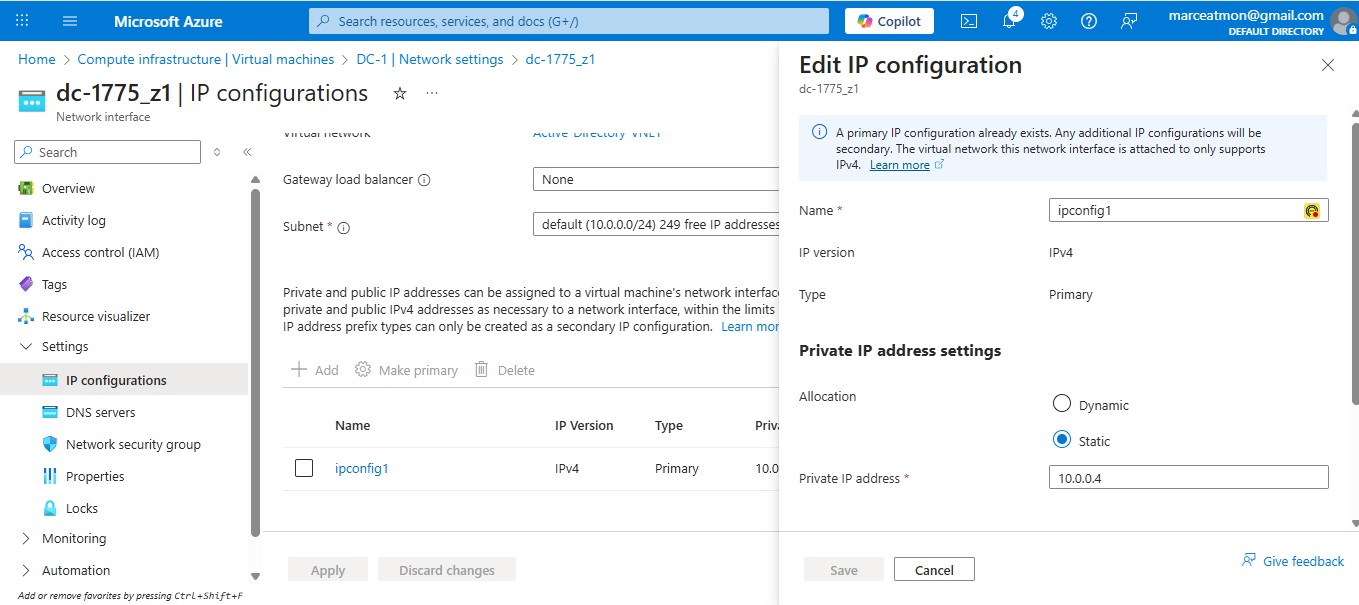 Microsoft Azure
Search resources, services, and docs (G+/)
Copilot
4
marceatmon@gmail.com
DEFAULT DIRECTORY
Home > Compute infrastructure | Virtual machines > DC-1 | Network settings > dc-1775_z1
dc-1775_z1 | IP configurations
Network interface
Search
Overview
Activity log
Access control (IAM)
Tags
Resource visualizer
Settings
IP configurations
DNS servers
Network security group
Properties
Locks
Monitoring
Automation
Add or remove favorites by pressing Ctrl+Shift+F
Virtual network Active-Directory-VNET
Gateway load balancer None
Subnet * default (10.0.0.0/24) 249 free IP addresses
Private and public IP addresses can be assigned to a virtual machine's network interface
private and public IPv4 addresses as necessary to a network interface, within the limits
IP address prefix types can only be created as a secondary IP configuration. Learn mor
Add Make primary Delete
Name IP Version Type Priva
ipconfig1 IPv4 Primary 10.0
Apply Discard changes
Edit IP configuration
dc-1775_z1
A primary IP configuration already exists. Any additional IP configurations will be
secondary. The virtual network this network interface is attached to only supports
IPv4. Learn more
Name * ipconfig1
IP version IPv4
Type Primary
Private IP address settings
Allocation
Dynamic
Static
Private IP address * 10.0.0.4
Save Cancel
Give feedback